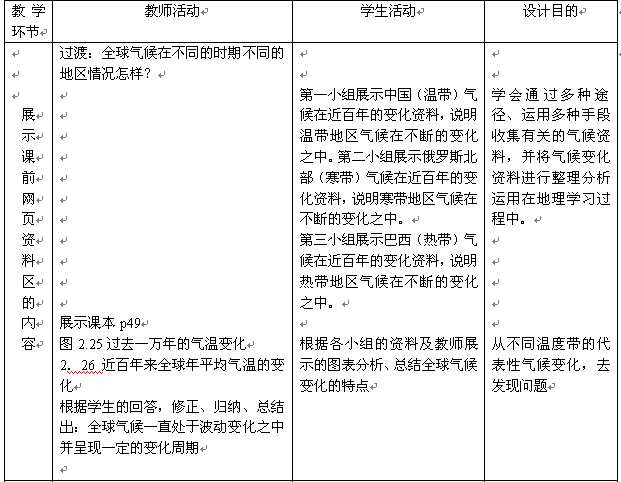 教学环节
教师活动
学生活动
设计目的
展示课前网页资料区的内容
过渡：全球气候在不同的时期不同的
地区情况怎样？
展示课本 p49
图 2.25 过去一万年的气温变化
2．26 近百年来全球年平均气温的变
化
根据学生的回答，修正、归纳、总结
出：全球气候一直处于波动变化之中
并呈现一定的变化周期
第一小组展示中国（温带）气
候在近百年的变化资料，说明
温带地区气候在不断的变化
之中。第二小组展示俄罗斯北
部（寒带）气候在近百年的变
化资料，说明寒带地区气候在
不断的变化之中。
第三小组展示巴西（热带）气
候在近百年的变化资料，说明
热带地区气候在不断的变化
之中。
根据各小组的资料及教师展
示的图表分析、总结全球气候
变化的特点
学会通过多种途
径、运用多种手段
收集有关的气候资
料，并将气候变化
资料进行整理分析
运用在地理学习过
程中。
从不同温度带的代
表性气候变化，去
发现问题